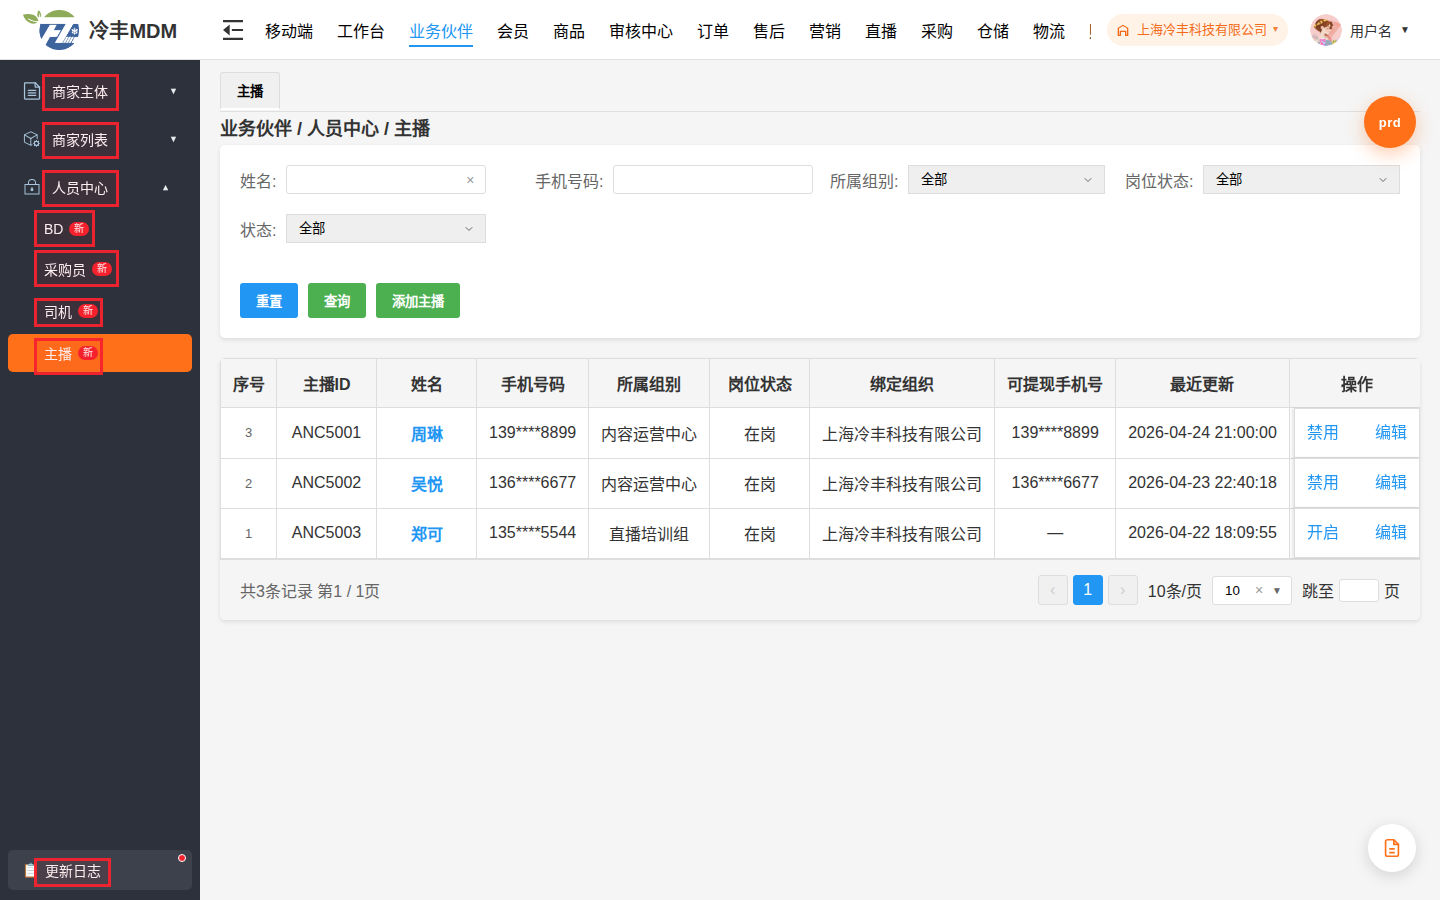 冷丰MDM
移动端 工作台 业务伙伴 会员 商品 审核中心 订单 售后 营销 直播 采购 仓储 物流
上海冷丰科技有限公司 ▾
用户名 ▼
商家主体 ▼
商家列表 ▼
人员中心 ▲
BD 新
采购员 新
司机 新
主播 新
更新日志
主播
prd
业务伙伴 / 人员中心 / 主播
姓名: × 手机号码: 所属组别: 全部 岗位状态: 全部
状态: 全部
重置 查询 添加主播
序号 主播ID 姓名 手机号码 所属组别 岗位状态 绑定组织 可提现手机号 最近更新 操作
3 ANC5001 周琳 139****8899 内容运营中心 在岗 上海冷丰科技有限公司 139****8899 2026-04-24 21:00:00 禁用 编辑
2 ANC5002 吴悦 136****6677 内容运营中心 在岗 上海冷丰科技有限公司 136****6677 2026-04-23 22:40:18 禁用 编辑
1 ANC5003 郑可 135****5544 直播培训组 在岗 上海冷丰科技有限公司 — 2026-04-22 18:09:55 开启 编辑
共3条记录 第1 / 1页 ‹ 1 › 10条/页 10 × ▼ 跳至 页